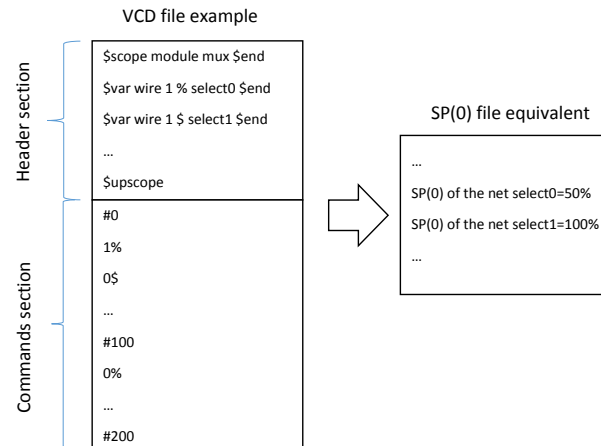 VCD file example
Header section
$scope module mux $end
$var wire 1 % select0 $end
$var wire 1 $ select1 $end
…
$upscope
Commands section
#0
1%
0$
…
#100
0%
…
#200
SP(0) file equivalent
…
SP(0) of the net select0=50%
SP(0) of the net select1=100%
…